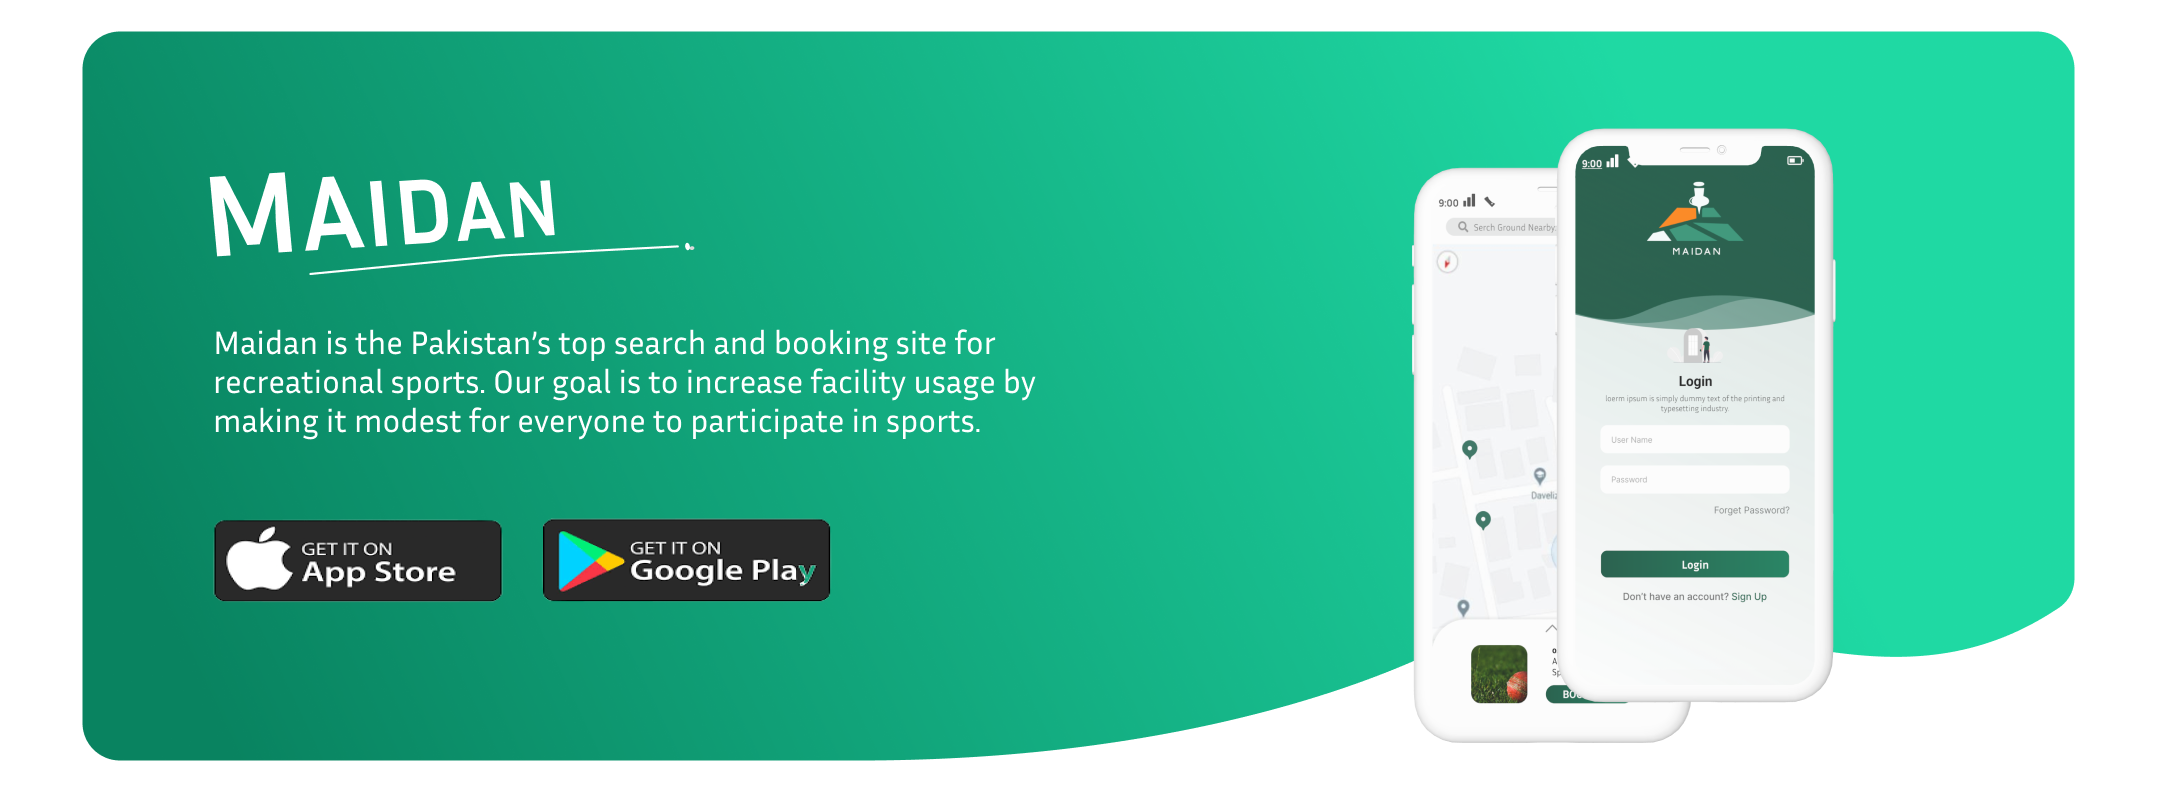 MAIDAN
Maidan is the Pakistan's top search and booking site for
recreational sports. Our goal is to increase facility usage by
making it modest for everyone to participate in sports.
GET IT ON
App Store
GET IT ON
Google Play
9:00
Serch Ground Nearby
9:00
MAIDAN
Login
loerm ipsum is simply dummy text of the printing and
typesetting industry.
User Name
Password
Forget Password?
Login
Don't have an account? Sign Up